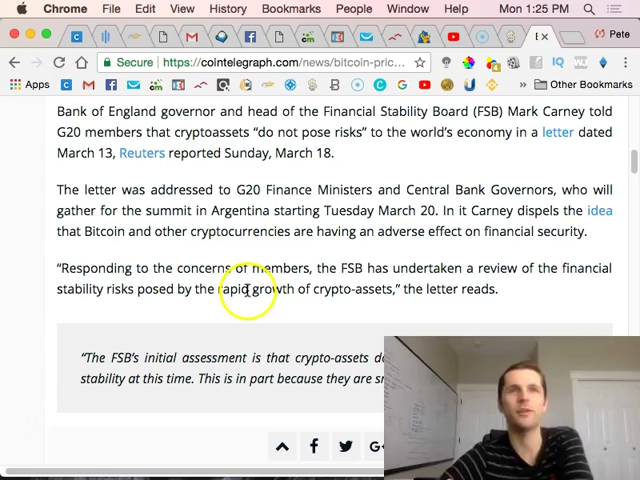 Chrome File Edit View History Bookmarks People Window Help Mon 1:25 PM
Pete
Secure https://cointelegraph.com/news/bitcoin-pric...
Apps Other Bookmarks
Bank of England governor and head of the Financial Stability Board (FSB) Mark Carney told
G20 members that cryptoassets “do not pose risks” to the world’s economy in a letter dated
March 13, Reuters reported Sunday, March 18.
The letter was addressed to G20 Finance Ministers and Central Bank Governors, who will
gather for the summit in Argentina starting Tuesday March 20. In it Carney dispels the idea
that Bitcoin and other cryptocurrencies are having an adverse effect on financial security.
“Responding to the concerns of members, the FSB has undertaken a review of the financial
stability risks posed by the rapid growth of crypto-assets,” the letter reads.
“The FSB’s initial assessment is that crypto-assets
stability at this time. This is in part because they are